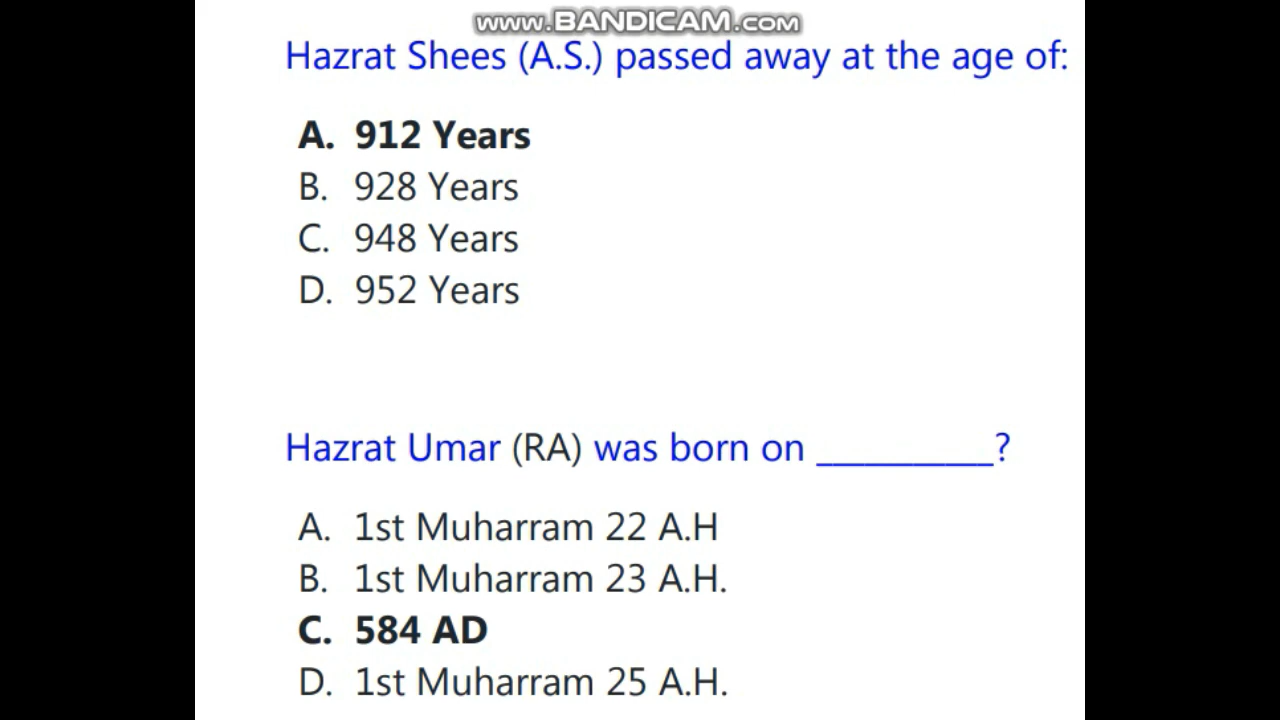 www.BANDICAM.com
Hazrat Shees (A.S.) passed away at the age of:
A. 912 Years
B. 928 Years
C. 948 Years
D. 952 Years
Hazrat Umar (RA) was born on __________?
A. 1st Muharram 22 A.H
B. 1st Muharram 23 A.H.
C. 584 AD
D. 1st Muharram 25 A.H.